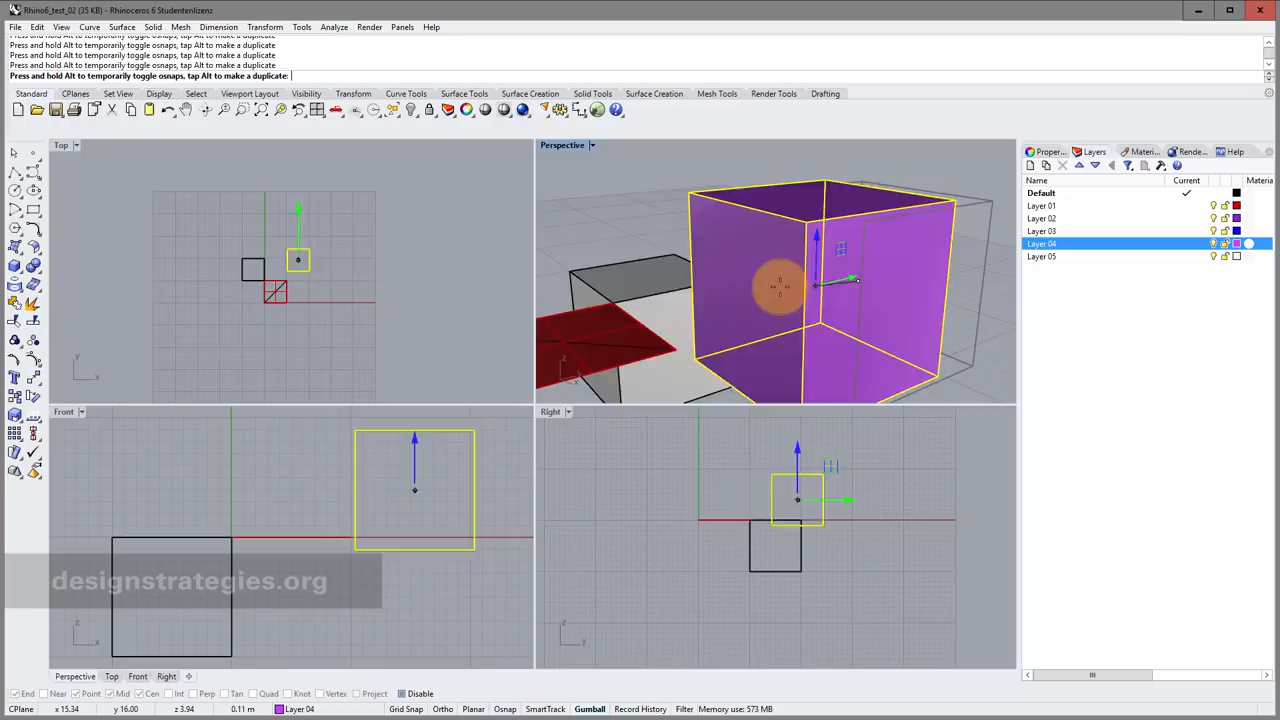 Rhino6_test_02 (35 KB) - Rhinoceros 6 Studentenlizenz
File Edit View Curve Surface Solid Mesh Dimension Transform Tools Analyze Render Panels Help
Press and hold Alt to temporarily toggle osnaps, tap Alt to make a duplicate
Press and hold Alt to temporarily toggle osnaps, tap Alt to make a duplicate
Press and hold Alt to temporarily toggle osnaps, tap Alt to make a duplicate
Press and hold Alt to temporarily toggle osnaps, tap Alt to make a duplicate:
Standard CPlanes Set View Display Select Viewport Layout Visibility Transform Curve Tools Surface Tools Surface Creation Solid Tools Surface Creation Mesh Tools Render Tools Drafting
Top
Perspective
Proper... Layers Materi... Rende... Help
Name Current Material
Default
Layer 01
Layer 02
Layer 03
Layer 04
Layer 05
y
x
z
x
Front
Right
designstrategies.org
z
x
z
y
Perspective Top Front Right
End Near Point Mid Cen Int Perp Tan Quad Knot Vertex Project Disable
CPlane x 15.34 y 16.00 z 3.94 0.11 m Layer 04 Grid Snap Ortho Planar Osnap SmartTrack Gumball Record History Filter Memory use: 573 MB